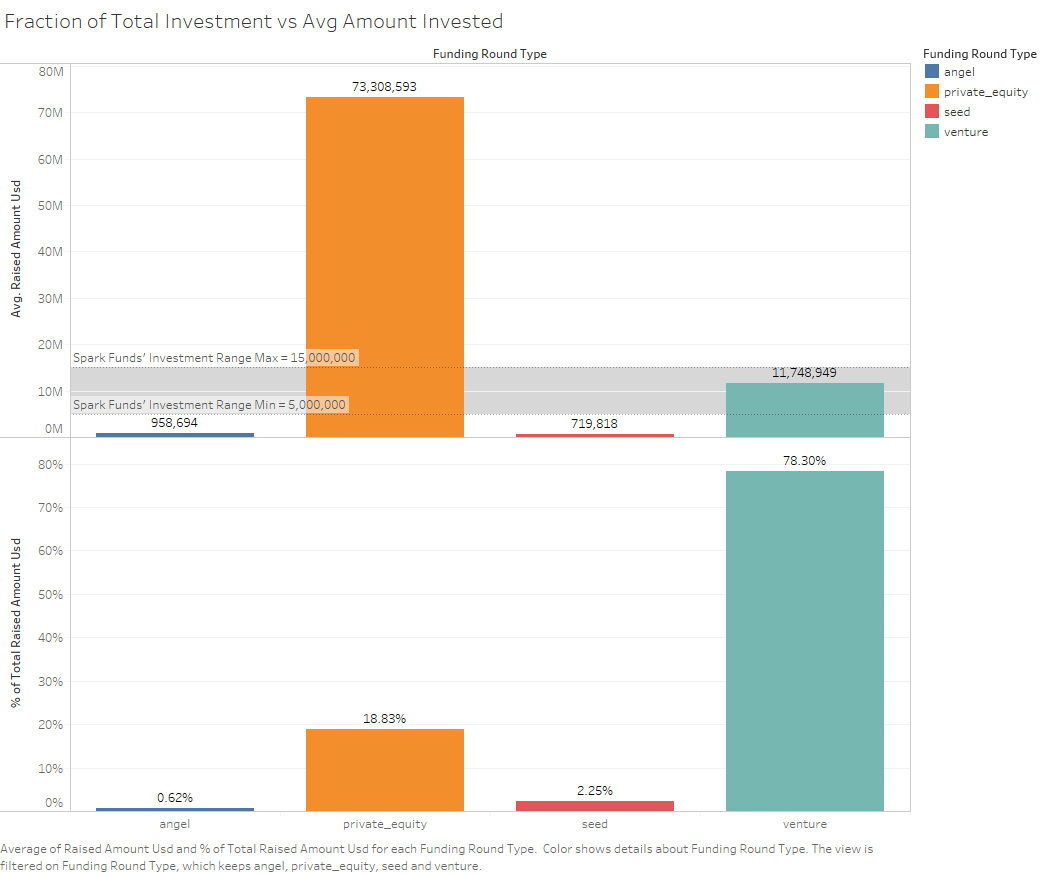 Fraction of Total Investment vs Avg Amount Invested
Funding Round Type
Funding Round Type
angel
private_equity
seed
venture
Avg. Raised Amount Usd
80M
70M
60M
50M
40M
30M
20M
10M
0M
73,308,593
Spark Funds' Investment Range Max = 15,000,000
11,748,949
Spark Funds' Investment Range Min = 5,000,000
958,694
719,818
% of Total Raised Amount Usd
80%
70%
60%
50%
40%
30%
20%
10%
0%
78.30%
18.83%
2.25%
0.62%
angel
private_equity
seed
venture
Average of Raised Amount Usd and % of Total Raised Amount Usd for each Funding Round Type.  Color shows details about Funding Round Type. The view is
filtered on Funding Round Type, which keeps angel, private_equity, seed and venture.